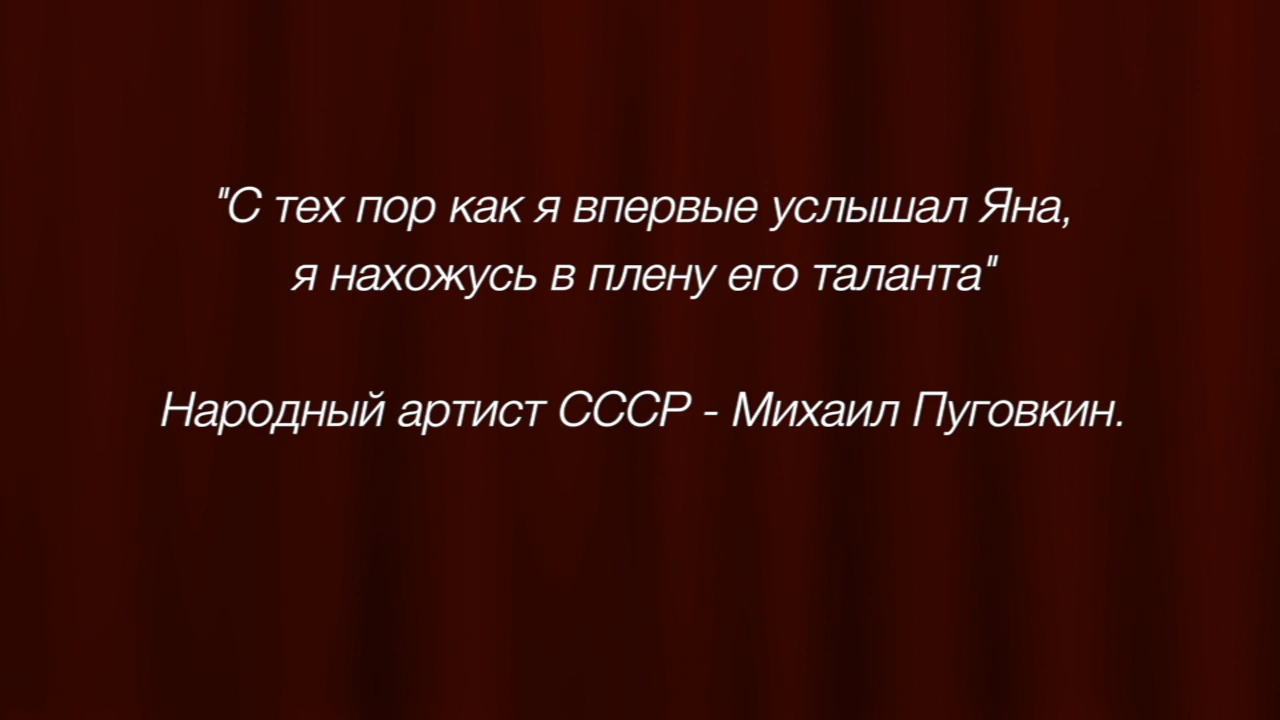 "С тех пор как я впервые услышал Яна,
я нахожусь в плену его таланта"
Народный артист СССР - Михаил Пуговкин.